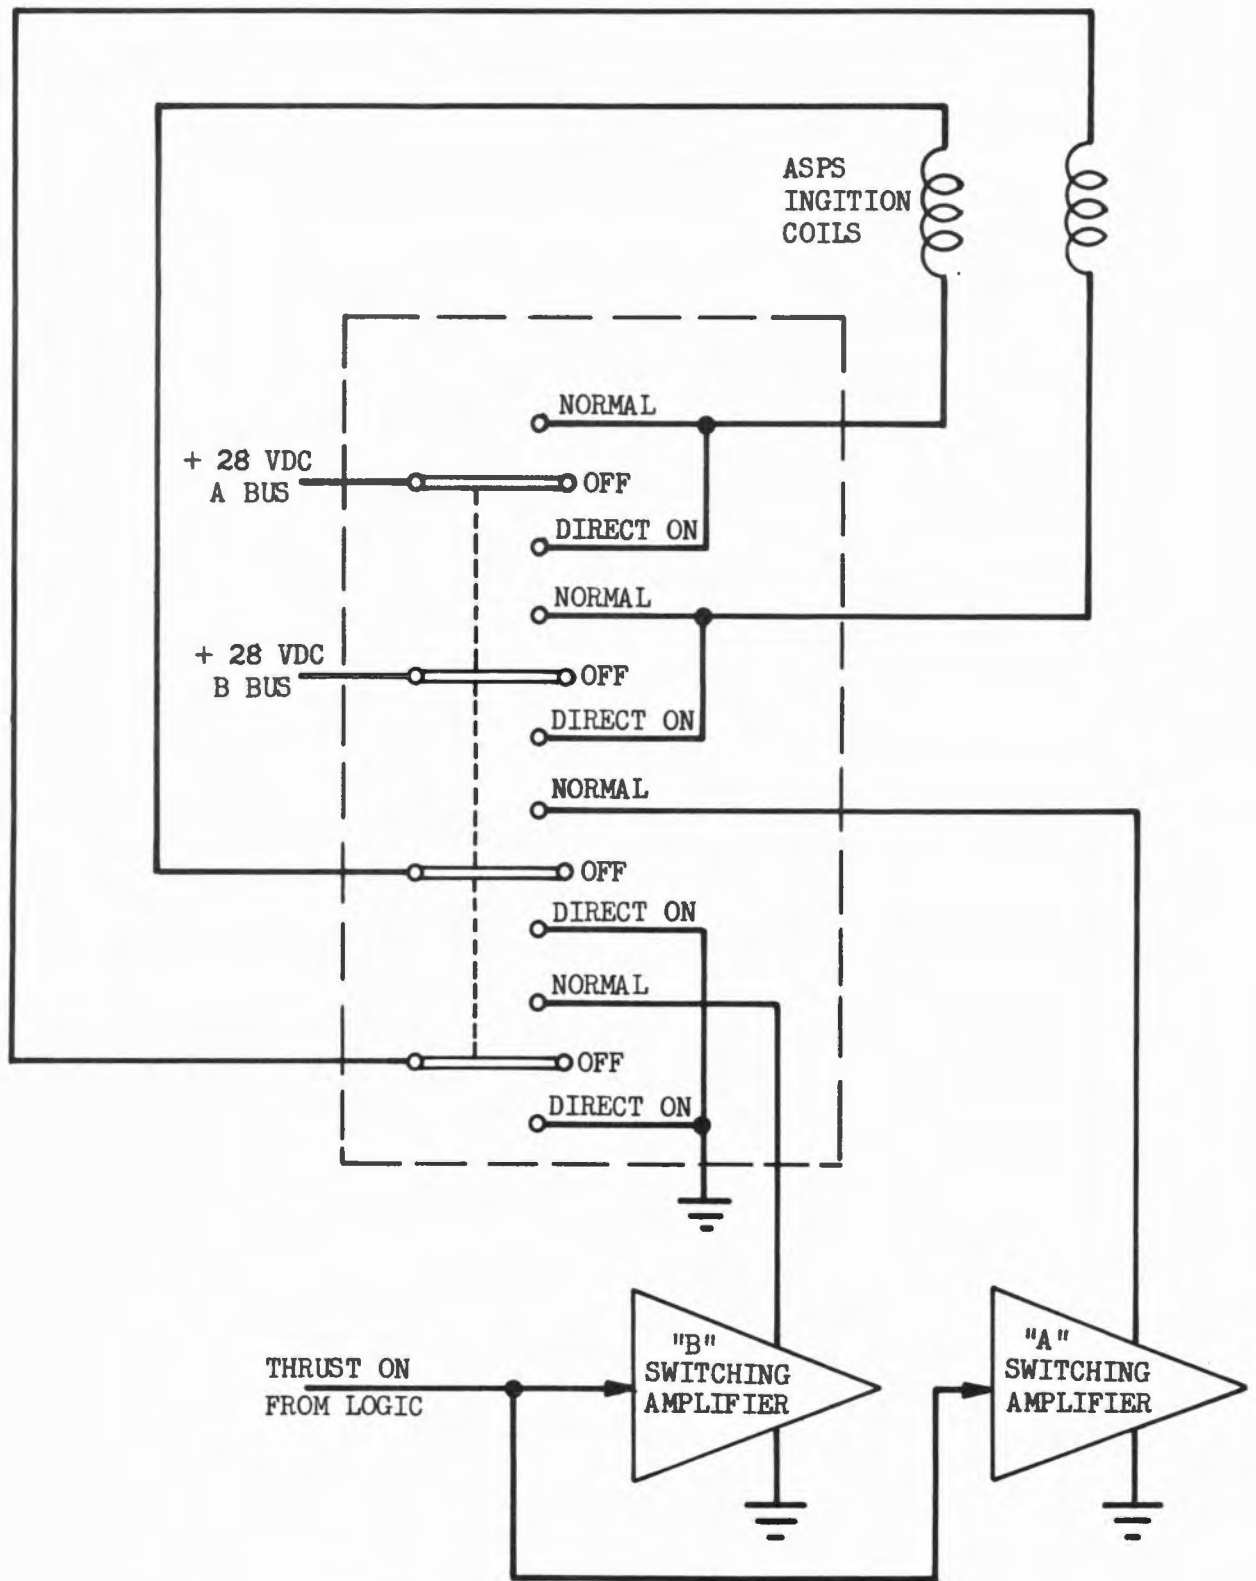 ASPS
INGITION
COILS
NORMAL
+ 28 VDC
A BUS
OFF
DIRECT ON
NORMAL
+ 28 VDC
B BUS
OFF
DIRECT ON
NORMAL
OFF
DIRECT ON
NORMAL
OFF
DIRECT ON
THRUST ON
FROM LOGIC
"B"
SWITCHING
AMPLIFIER
"A"
SWITCHING
AMPLIFIER